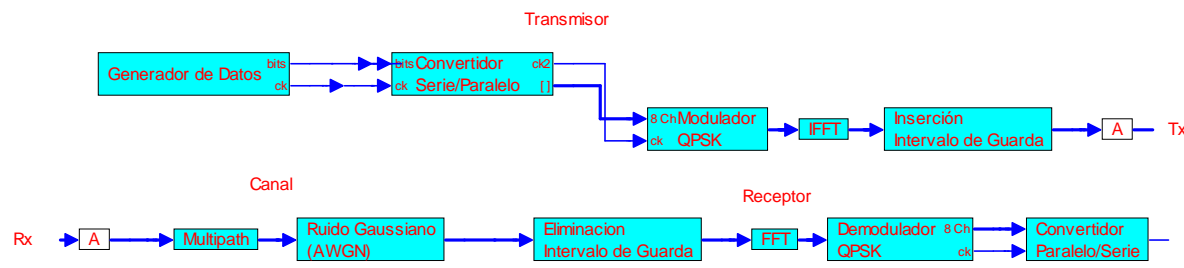 Transmisor
Generador de Datos bits ck
bits Convertidor ck2
ck Serie/Paralelo [ ]
8 Ch Modulador
ck QPSK
IFFT
Inserción
Intervalo de Guarda
A
Tx
Canal
Receptor
Rx
A
Multipath
Ruido Gaussiano
(AWGN)
Eliminacion
Intervalo de Guarda
FFT
Demodulador 8 Ch
QPSK ck
Convertidor
Paralelo/Serie